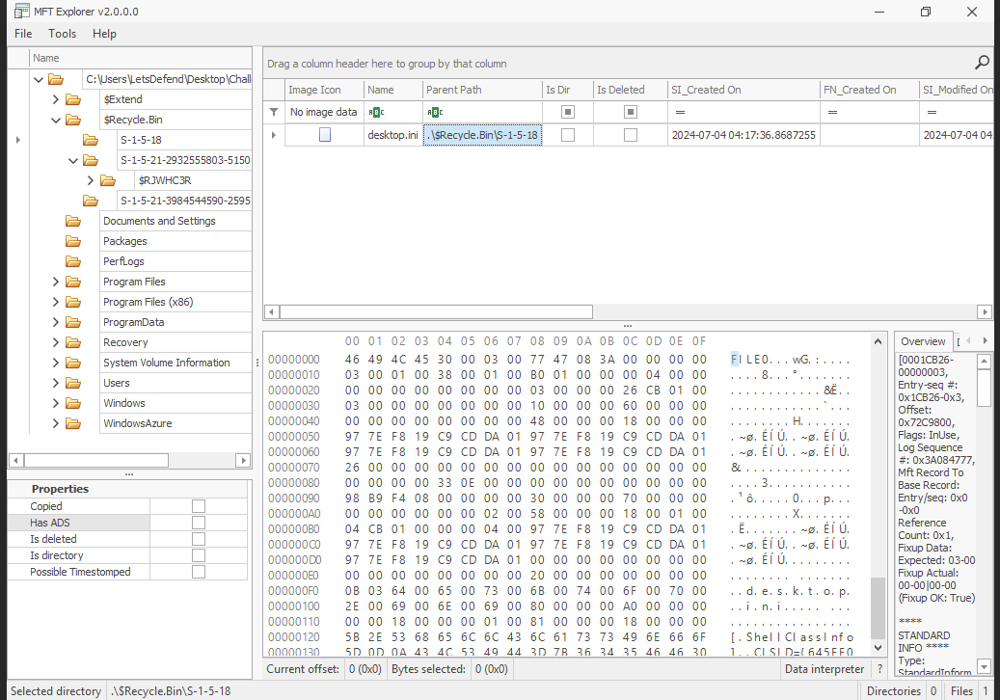 MFT Explorer v2.0.0.0
File Tools Help
Name
C:\Users\LetsDefend\Desktop\Chall
$Extend
$Recycle.Bin
S-1-5-18
S-1-5-21-2932555803-5150
$RJWHC3R
S-1-5-21-3984544590-2595
Documents and Settings
Packages
PerfLogs
Program Files
Program Files (x86)
ProgramData
Recovery
System Volume Information
Users
Windows
WindowsAzure
Properties
Copied
Has ADS
Is deleted
Is directory
Possible Timestomped
Drag a column header here to group by that column
Image Icon Name Parent Path Is Dir Is Deleted SI_Created On FN_Created On SI_Modified On
No image data ABC ABC = = =
desktop.ini .\$Recycle.Bin\S-1-5-18 2024-07-04 04:17:36.8687255 2024-07-04 04:
00 01 02 03 04 05 06 07 08 09 0A 0B 0C 0D 0E 0F
00000000 46 49 4C 45 30 00 03 00 77 47 08 3A 00 00 00 00 FILE0...wG.:....
00000010 03 00 01 00 38 00 01 00 B0 01 00 00 00 04 00 00 ....8...°.......
00000020 00 00 00 00 00 00 00 00 03 00 00 00 26 CB 01 00 ............&Ë..
00000030 03 00 00 00 00 00 00 00 10 00 00 00 60 00 00 00 ............`...
00000040 00 00 00 00 00 00 00 00 48 00 00 00 18 00 00 00 ........H.......
00000050 97 7E F8 19 C9 CD DA 01 97 7E F8 19 C9 CD DA 01 .~ø.ÉÍÚ..~ø.ÉÍÚ.
00000060 97 7E F8 19 C9 CD DA 01 97 7E F8 19 C9 CD DA 01 .~ø.ÉÍÚ..~ø.ÉÍÚ.
00000070 26 00 00 00 00 00 00 00 00 00 00 00 00 00 00 00 &...............
00000080 00 00 00 00 33 0E 00 00 00 00 00 00 00 00 00 00 ....3...........
00000090 98 B9 F4 08 00 00 00 00 30 00 00 00 70 00 00 00 .¹ô.....0...p...
000000A0 00 00 00 00 00 00 02 00 58 00 00 00 18 00 01 00 ........X.......
000000B0 04 CB 01 00 00 00 04 00 97 7E F8 19 C9 CD DA 01 .Ë.......~ø.ÉÍÚ.
000000C0 97 7E F8 19 C9 CD DA 01 97 7E F8 19 C9 CD DA 01 .~ø.ÉÍÚ..~ø.ÉÍÚ.
000000D0 97 7E F8 19 C9 CD DA 01 00 00 00 00 00 00 00 00 .~ø.ÉÍÚ.........
000000E0 00 00 00 00 00 00 00 00 20 00 00 00 00 00 00 00 ........ .......
000000F0 0B 03 64 00 65 00 73 00 6B 00 74 00 6F 00 70 00 ..d.e.s.k.t.o.p.
00000100 2E 00 69 00 6E 00 69 00 80 00 00 00 A0 00 00 00 ..i.n.i..... ...
00000110 00 00 18 00 00 00 01 00 81 00 00 00 18 00 00 00 ................
00000120 5B 2E 53 68 65 6C 6C 43 6C 61 73 73 49 6E 66 6F [.ShellClassInfo
00000130 5D 0D 0A 43 4C 53 49 44 3D 7B 36 34 35 46 46 30 ]..CLSID={645FF0
Current offset: 0 (0x0) Bytes selected: 0 (0x0) Data interpreter ?
Overview
[0001CB26-
00000003,
Entry-seq #:
0x1CB26-0x3,
Offset:
0x72C9800,
Flags: InUse,
Log Sequence
#: 0x3A084777,
Mft Record To
Base Record:
Entry/seq: 0x0
-0x0
Reference
Count: 0x1,
Fixup Data:
Expected: 03-00
Fixup Actual:
00-00|00-00
(Fixup OK: True)
****
STANDARD
INFO ****
Type:
StandardInform
Selected directory .\$Recycle.Bin\S-1-5-18 Directories 0 Files 1